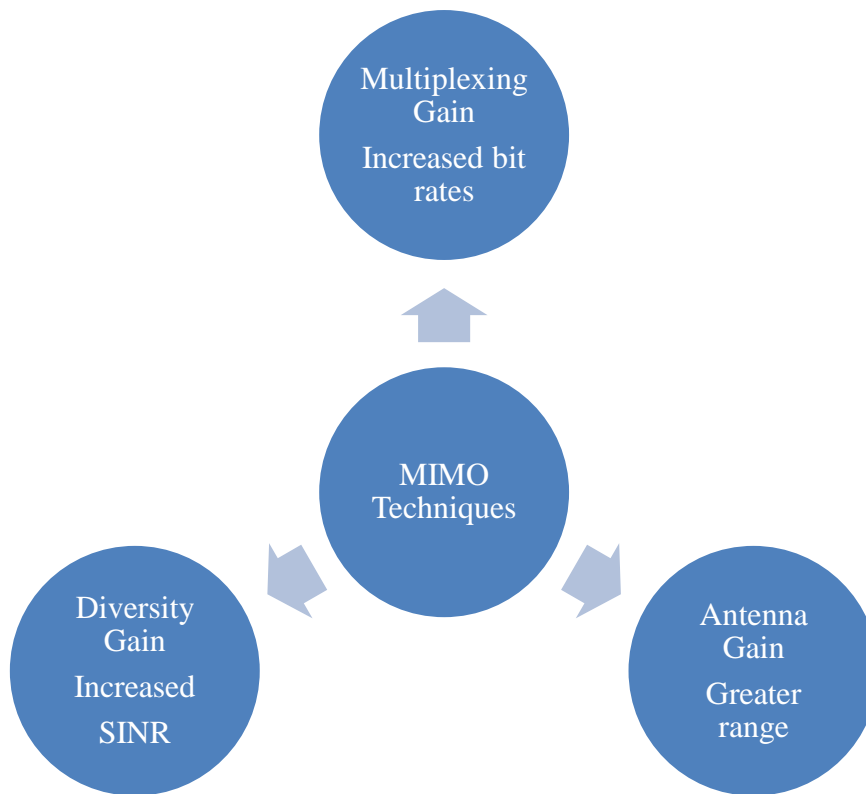 Multiplexing
Gain
Increased bit
rates
MIMO
Techniques
Diversity
Gain
Increased
SINR
Antenna
Gain
Greater
range